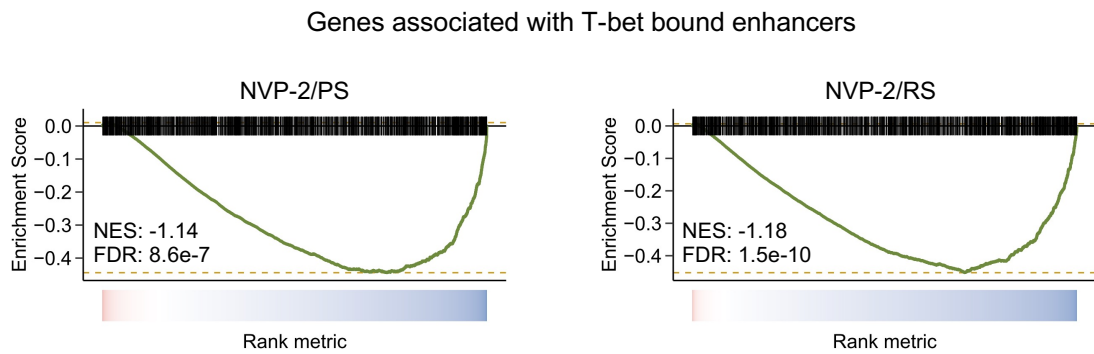 Genes associated with T-bet bound enhancers
NVP-2/PS
Enrichment Score
0.0
−0.1
−0.2
−0.3
−0.4
NES: -1.14
FDR: 8.6e-7
Rank metric
NVP-2/RS
Enrichment Score
0.0
−0.1
−0.2
−0.3
−0.4
NES: -1.18
FDR: 1.5e-10
Rank metric